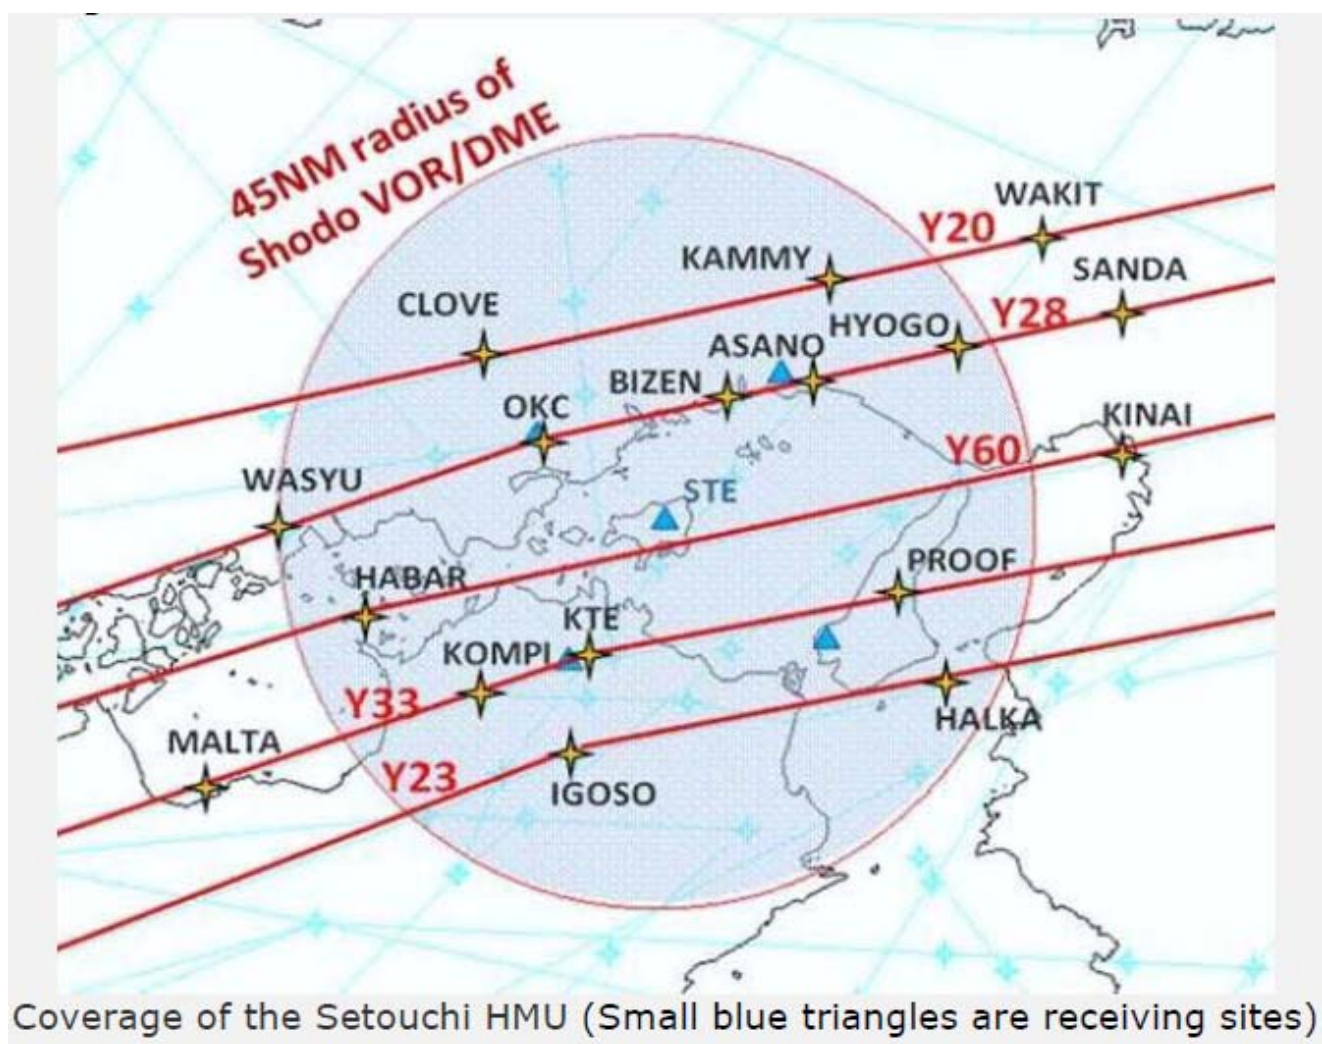 45NM radius of
Shodo VOR/DME
WAKIT
Y20
KAMMY
SANDA
CLOVE
Y28
HYOGO
ASANO
BIZEN
OKC
KINAI
Y60
WASYU
STE
PROOF
HABAR
KTE
KOMPI
Y33
HALKA
MALTA
Y23
IGOSO
Coverage of the Setouchi HMU (Small blue triangles are receiving sites)